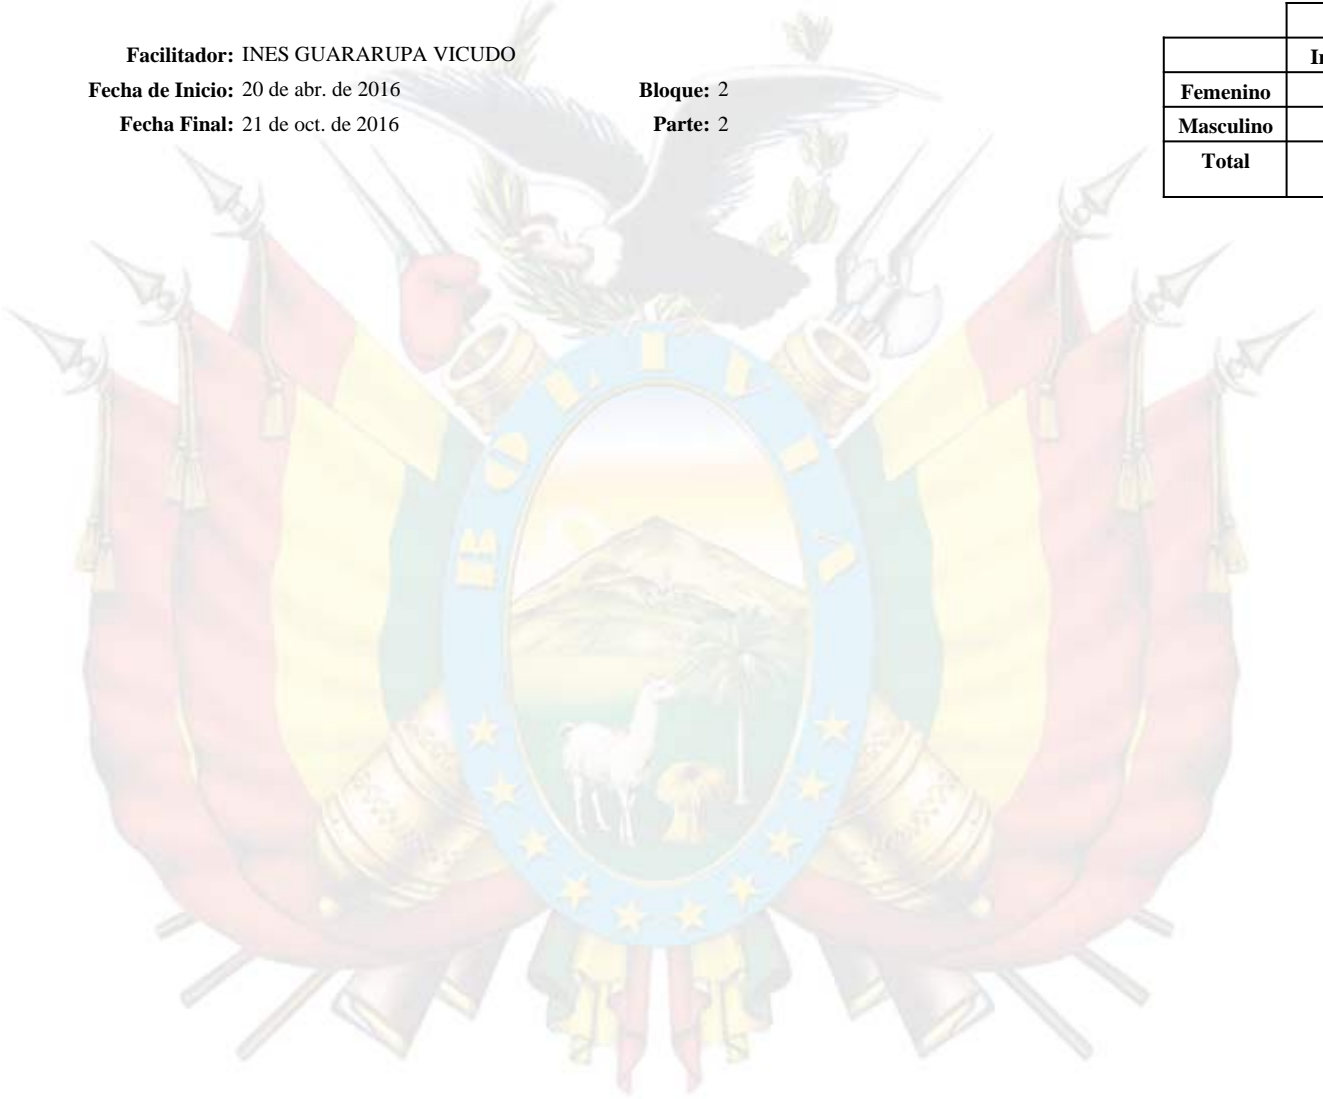 Facilitador: INES GUARARUPA VICUDO
Fecha de Inicio: 20 de abr. de 2016 Bloque: 2
Fecha Final: 21 de oct. de 2016 Parte: 2
Femenino
Masculino
Total
BOLIVIA